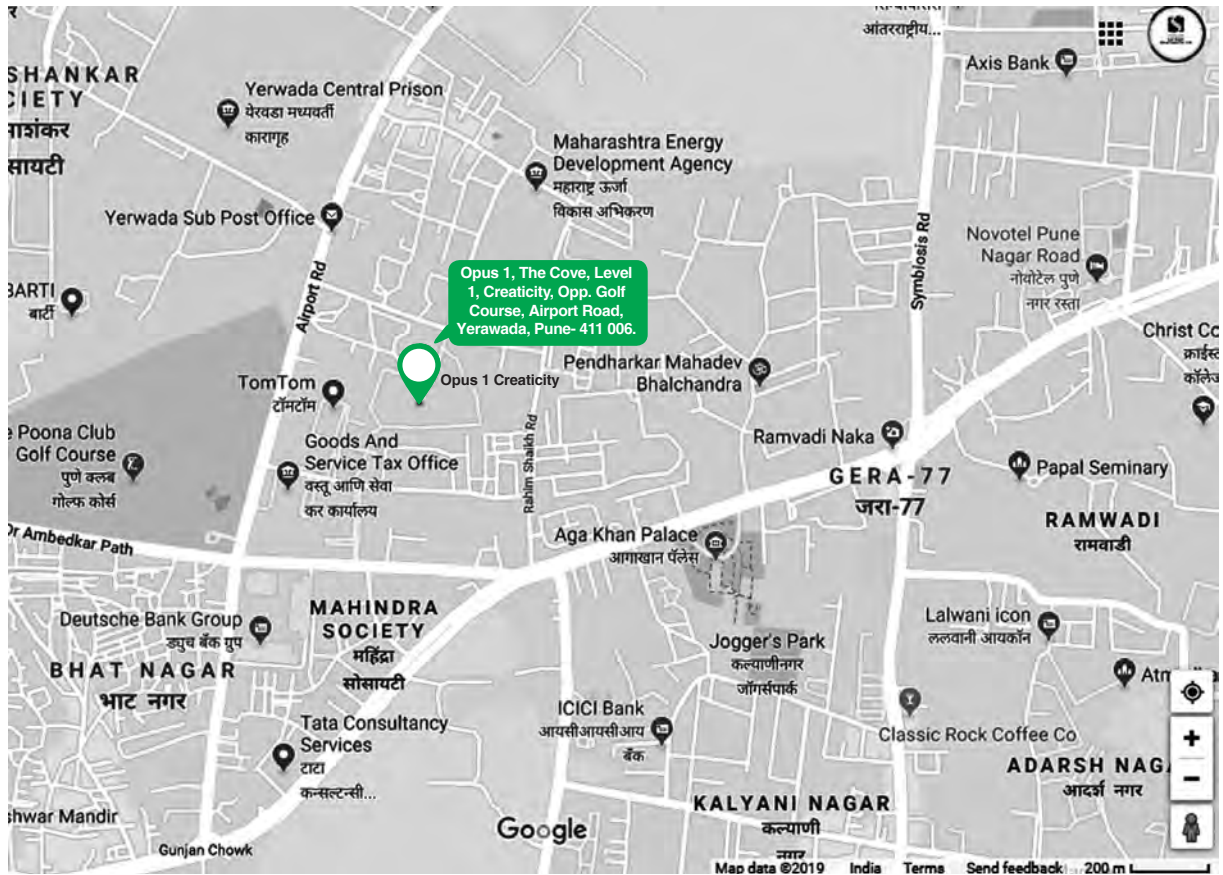 आंतरराष्ट्रीय...
Axis Bank
SHANKAR
CIETY
माशंकर
सोसायटी
Yerwada Central Prison
येरवडा मध्यवर्ती
कारागृह
Maharashtra Energy
Development Agency
महाराष्ट्र ऊर्जा
विकास अभिकरण
Yerwada Sub Post Office
Symbiosis Rd
Novotel Pune
Nagar Road
नोवोटेल पुणे
नगर रस्ता
BARTI
बार्टी
Airport Rd
Opus 1, The Cove, Level
1, Creaticity, Opp. Golf
Course, Airport Road,
Yerawada, Pune- 411 006.
Opus 1 Creaticity
Christ Co
क्राईस्ट
कॉलेज
Pendharkar Mahadev
Bhalchandra
TomTom
टॉमटॉम
e Poona Club
Golf Course
पुणे क्लब
गोल्फ कोर्स
Goods And
Service Tax Office
वस्तू आणि सेवा
कर कार्यालय
Rahim Shaikh Rd
Ramvadi Naka
GERA-77
जरा-77
Papal Seminary
RAMWADI
रामवाडी
Dr Ambedkar Path
Aga Khan Palace
आगाखान पॅलेस
Deutsche Bank Group
ड्युच बँक ग्रुप
MAHINDRA
SOCIETY
महिंद्रा
सोसायटी
BHAT NAGAR
भाट नगर
Jogger's Park
कल्याणीनगर
जॉगर्सपार्क
Lalwani icon
ललवानी आयकॉन
ICICI Bank
आयसीआयसीआय
बँक
Classic Rock Coffee Co
Tata Consultancy
Services
टाटा
कन्सल्टन्सी...
ADARSH NAGA
आदर्श नगर
shwar Mandir
Gunjan Chowk
KALYANI NAGAR
कल्याणी
नगर
Google
Map data ©2019 India Terms Send feedback 200 m